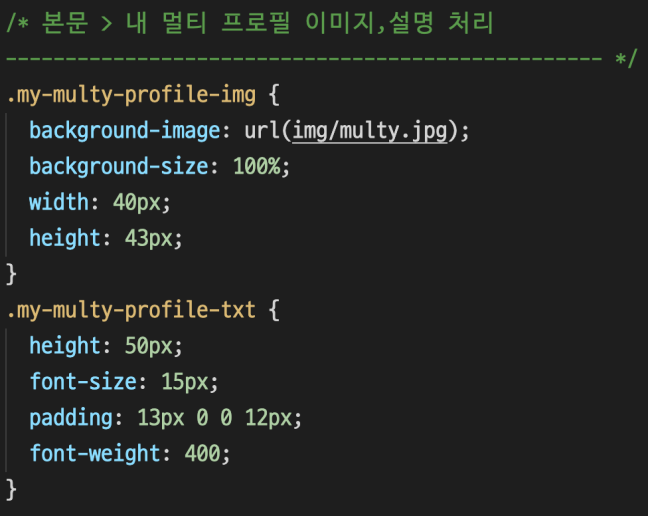 /* 본문 > 내 멀티 프로필 이미지,설명 처리
--------------------------------------------------- */
.my-multy-profile-img {
  background-image: url(img/multy.jpg);
  background-size: 100%;
  width: 40px;
  height: 43px;
}
.my-multy-profile-txt {
  height: 50px;
  font-size: 15px;
  padding: 13px 0 0 12px;
  font-weight: 400;
}